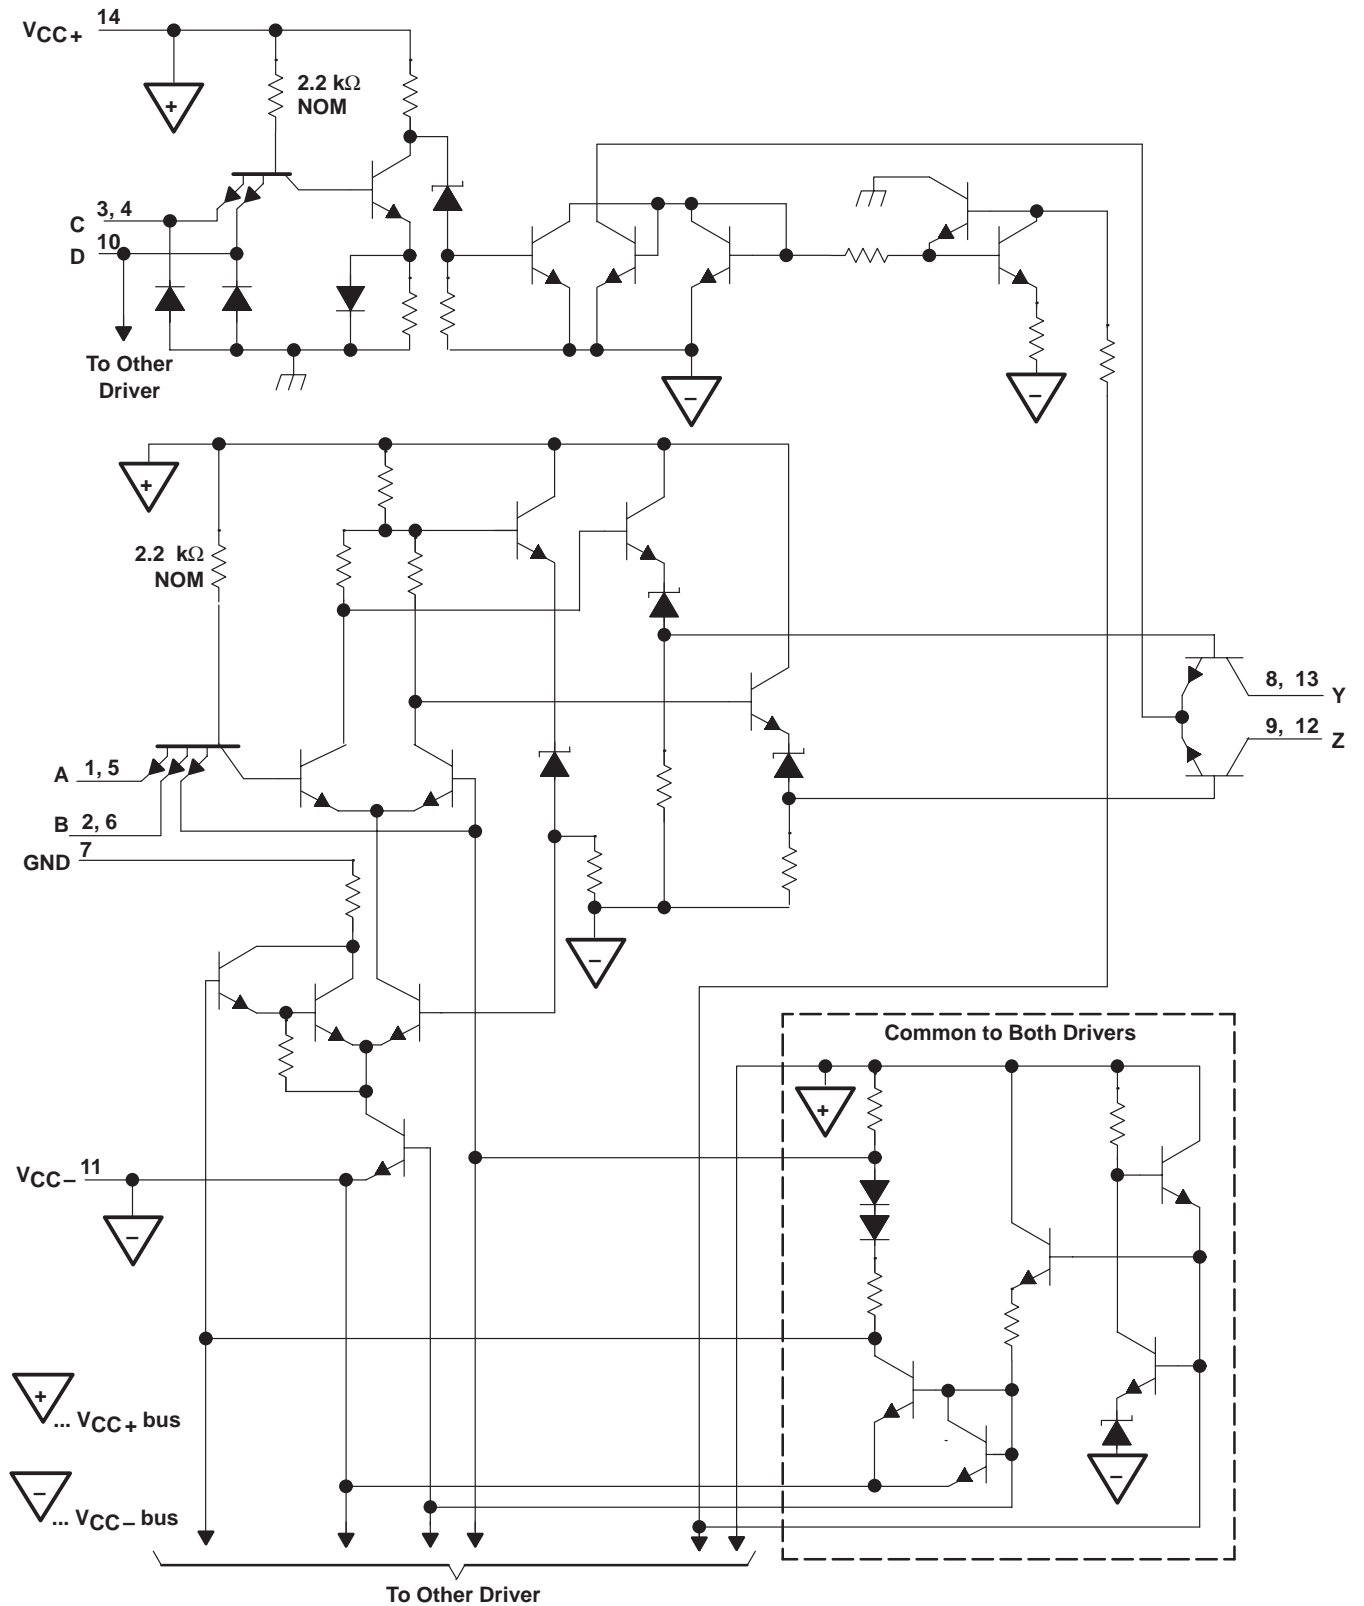 VCC+ 14
2.2 kΩ
NOM
+
C 3, 4
D 10
To Other
Driver
−
−
+
2.2 kΩ
NOM
8, 13 Y
9, 12 Z
A 1, 5
B 2, 6
GND 7
−
Common to Both Drivers
+
VCC− 11
−
+
... VCC+ bus
−
−
... VCC− bus
To Other Driver